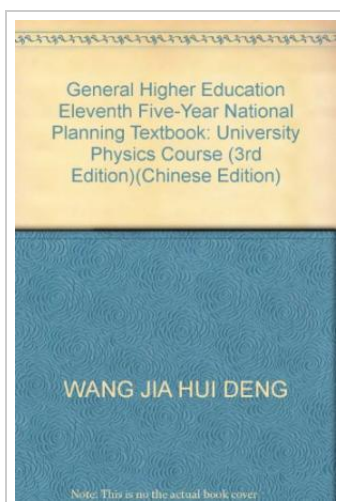 General Higher Education
Eleventh Five-Year National
Planning Textbook: University
Physics Course (3rd
Edition)(Chinese Edition)
WANG JIA HUI DENG
Note: This is no the actual book cover